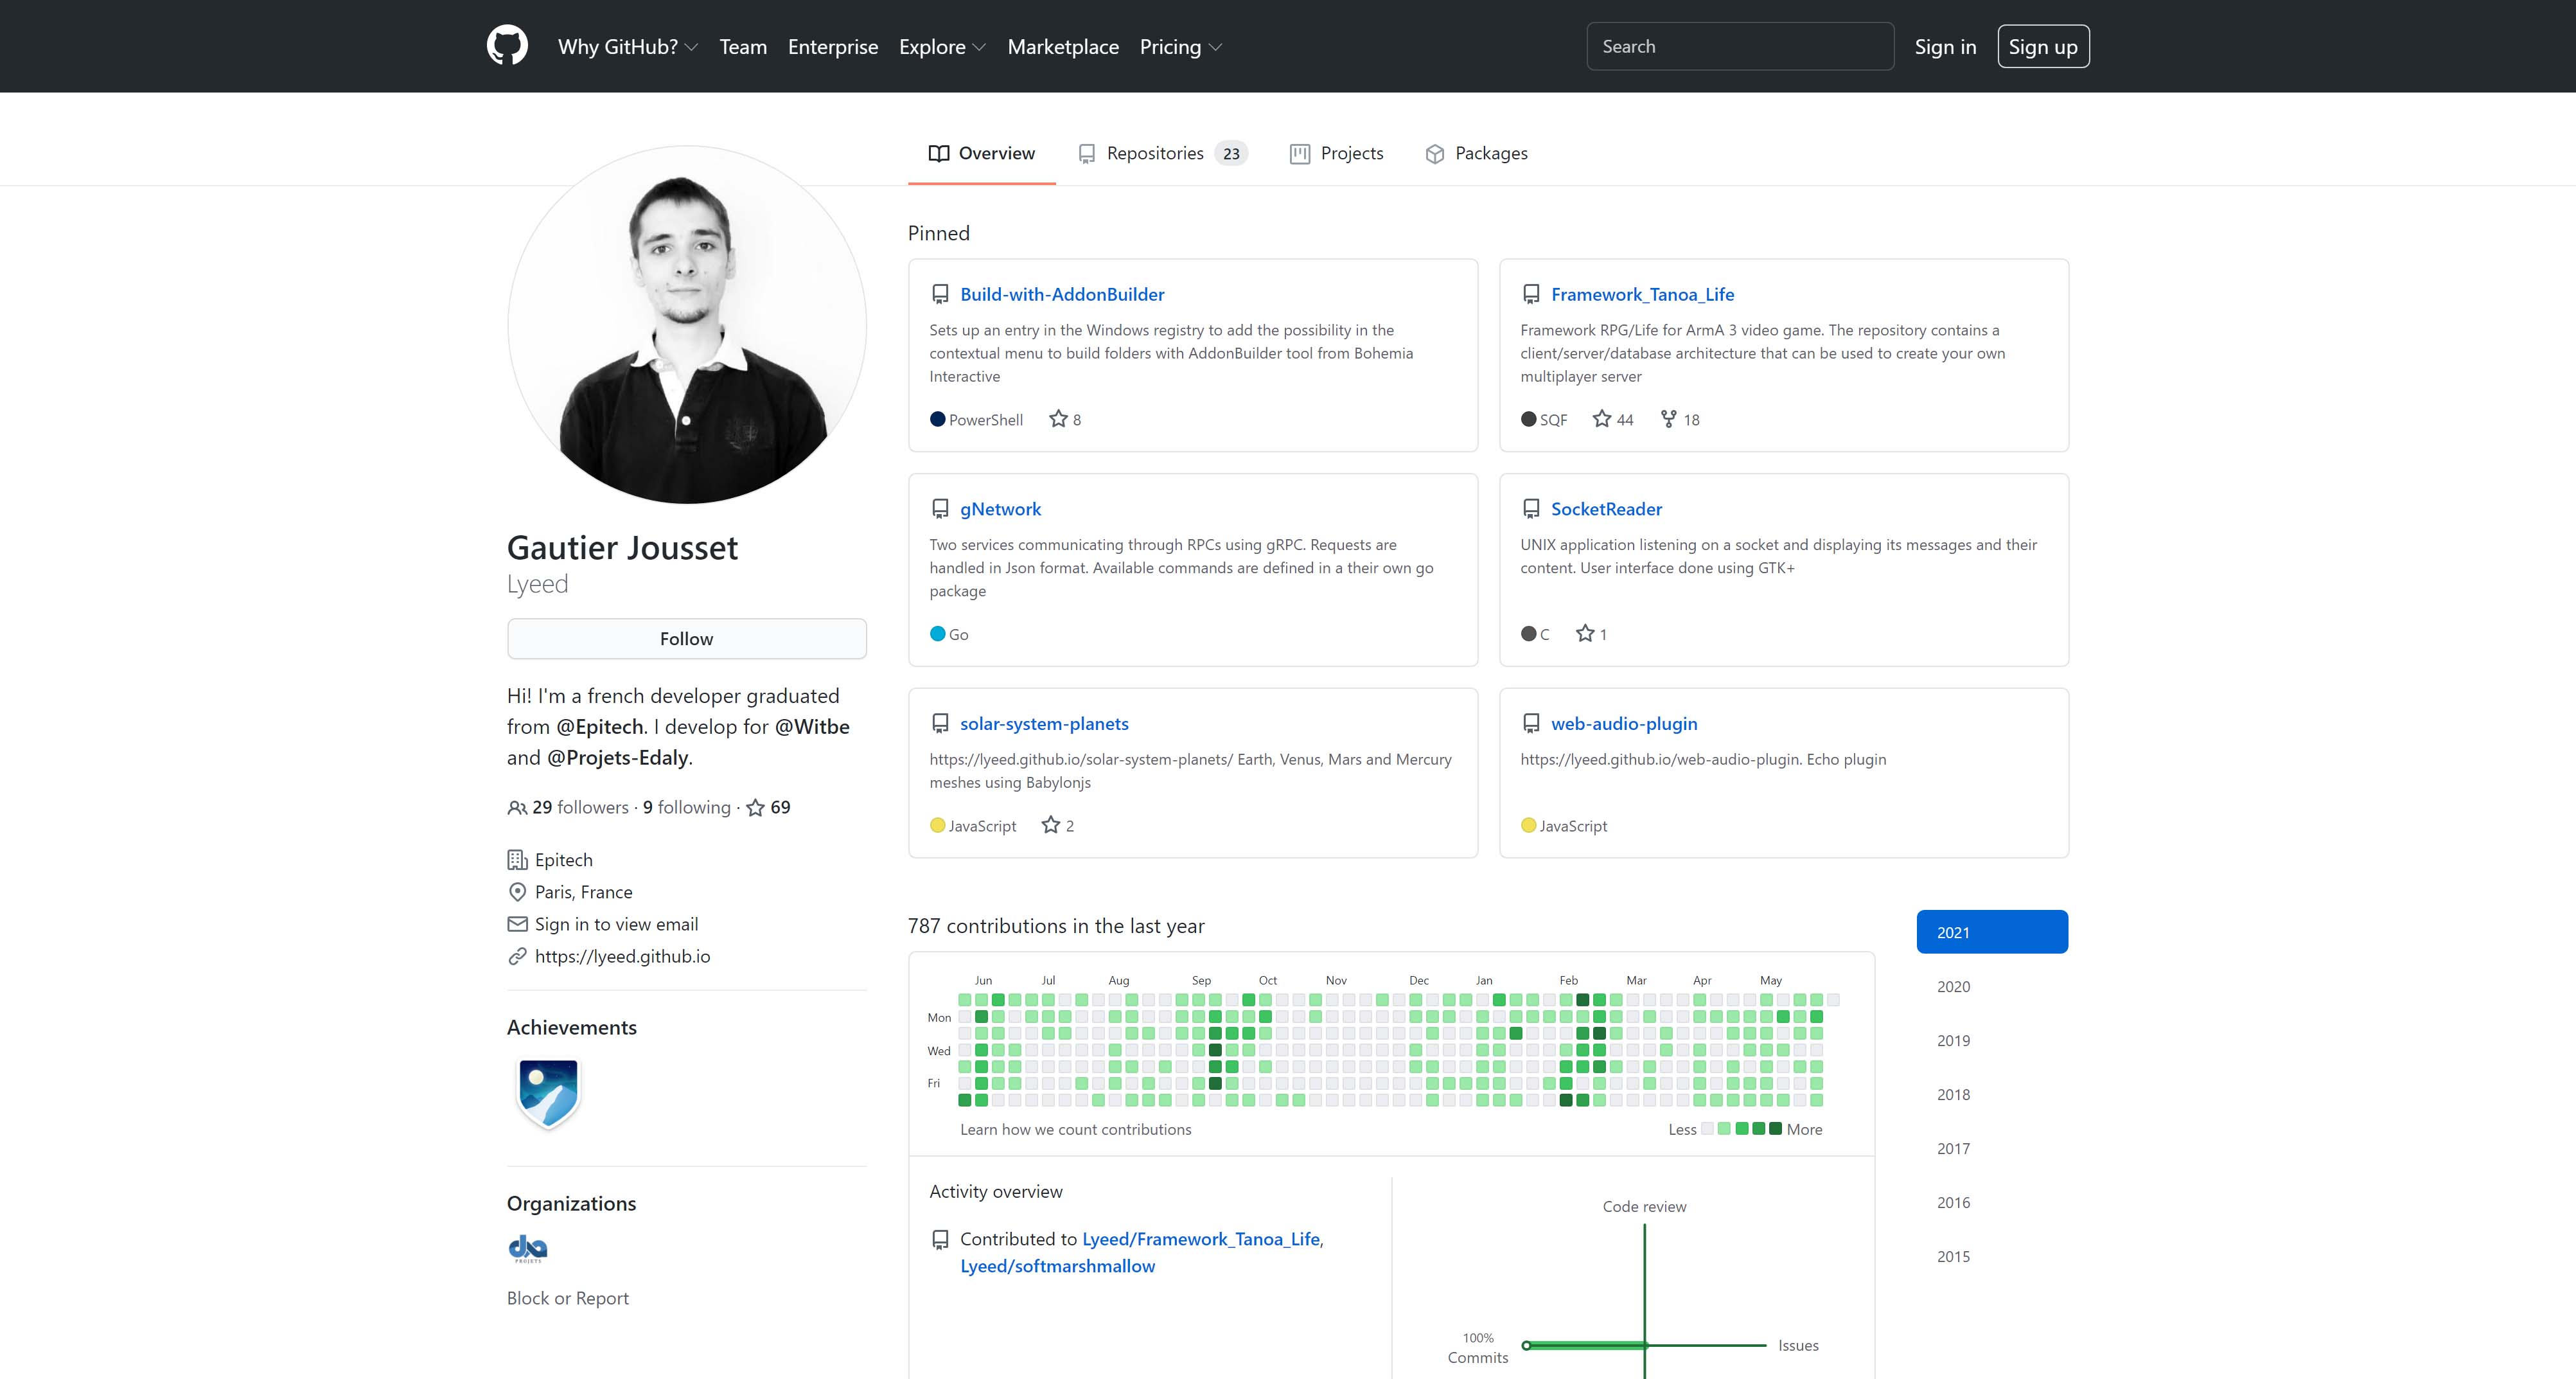 Why GitHub? Team Enterprise Explore Marketplace Pricing Search Sign in Sign up
Overview Repositories 23 Projects Packages
Gautier Jousset
Lyeed
Follow
Hi! I'm a french developer graduated
from @Epitech. I develop for @Witbe
and @Projets-Edaly.
29 followers · 9 following · 69
Epitech
Paris, France
Sign in to view email
https://lyeed.github.io
Achievements
Organizations
PROJETS
Block or Report
Pinned
Build-with-AddonBuilder
Sets up an entry in the Windows registry to add the possibility in the
contextual menu to build folders with AddonBuilder tool from Bohemia
Interactive
PowerShell 8
Framework_Tanoa_Life
Framework RPG/Life for ArmA 3 video game. The repository contains a
client/server/database architecture that can be used to create your own
multiplayer server
SQF 44 18
gNetwork
Two services communicating through RPCs using gRPC. Requests are
handled in Json format. Available commands are defined in a their own go
package
Go
SocketReader
UNIX application listening on a socket and displaying its messages and their
content. User interface done using GTK+
C 1
solar-system-planets
https://lyeed.github.io/solar-system-planets/ Earth, Venus, Mars and Mercury
meshes using Babylonjs
JavaScript 2
web-audio-plugin
https://lyeed.github.io/web-audio-plugin. Echo plugin
JavaScript
787 contributions in the last year
Jun Jul Aug Sep Oct Nov Dec Jan Feb Mar Apr May
Mon
Wed
Fri
Learn how we count contributions
Less More
Activity overview
Contributed to Lyeed/Framework_Tanoa_Life,
Lyeed/softmarshmallow
Code review
100%
Commits
Issues
2021
2020
2019
2018
2017
2016
2015